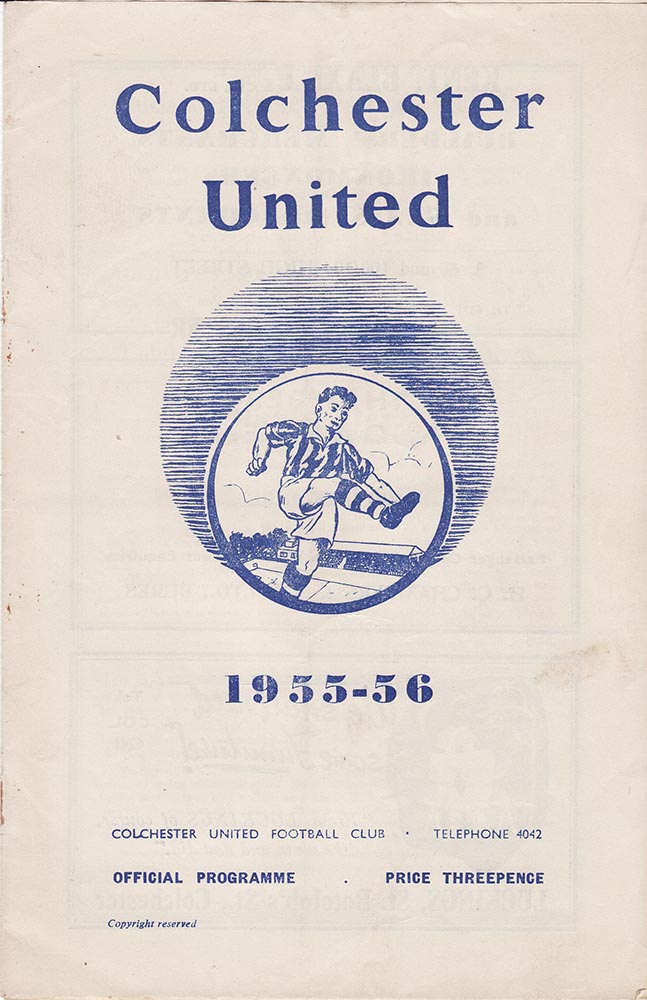 Colchester
United
1955-56
COLCHESTER UNITED FOOTBALL CLUB · TELEPHONE 4042
OFFICIAL PROGRAMME . PRICE THREEPENCE
Copyright reserved